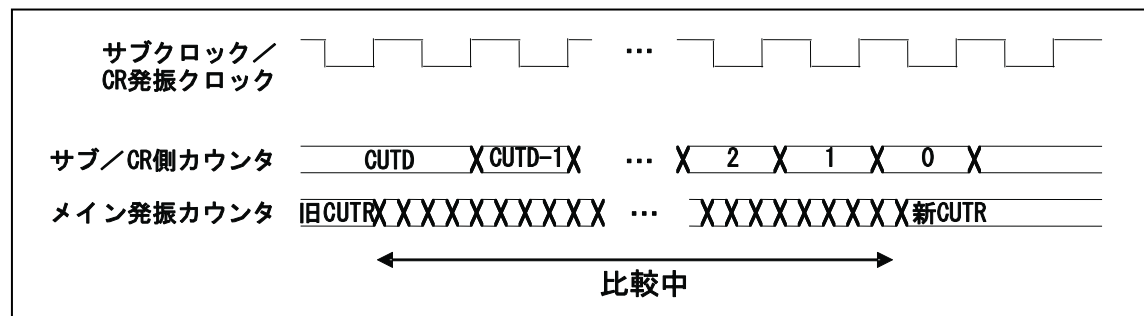 サブクロック／
CR発振クロック
…
サブ／CR側カウンタ
CUTD
CUTD-1
…
2
1
0
メイン発振カウンタ
旧CUTR
…
新CUTR
比較中